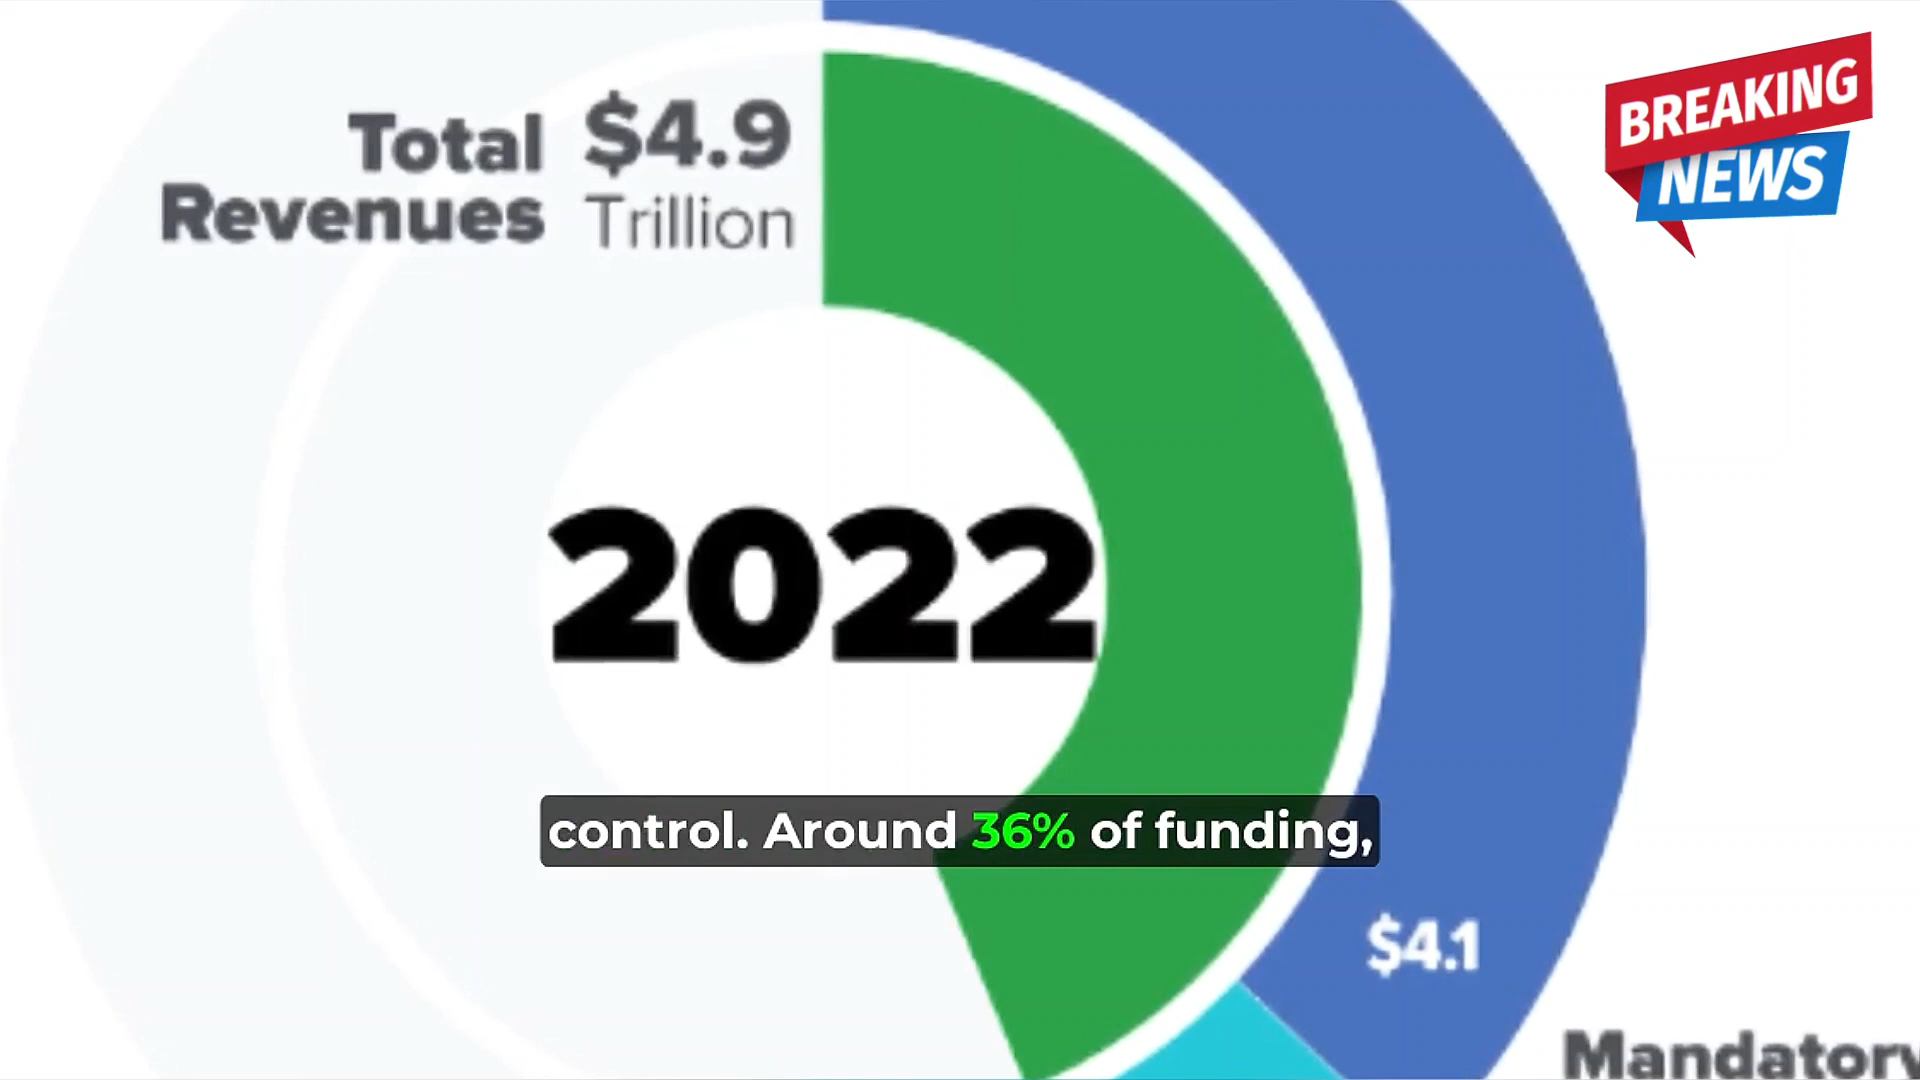 BREAKING
NEWS
Total $4.9
Revenues Trillion
2022
control. Around 36% of funding,
$4.1
Mandatory